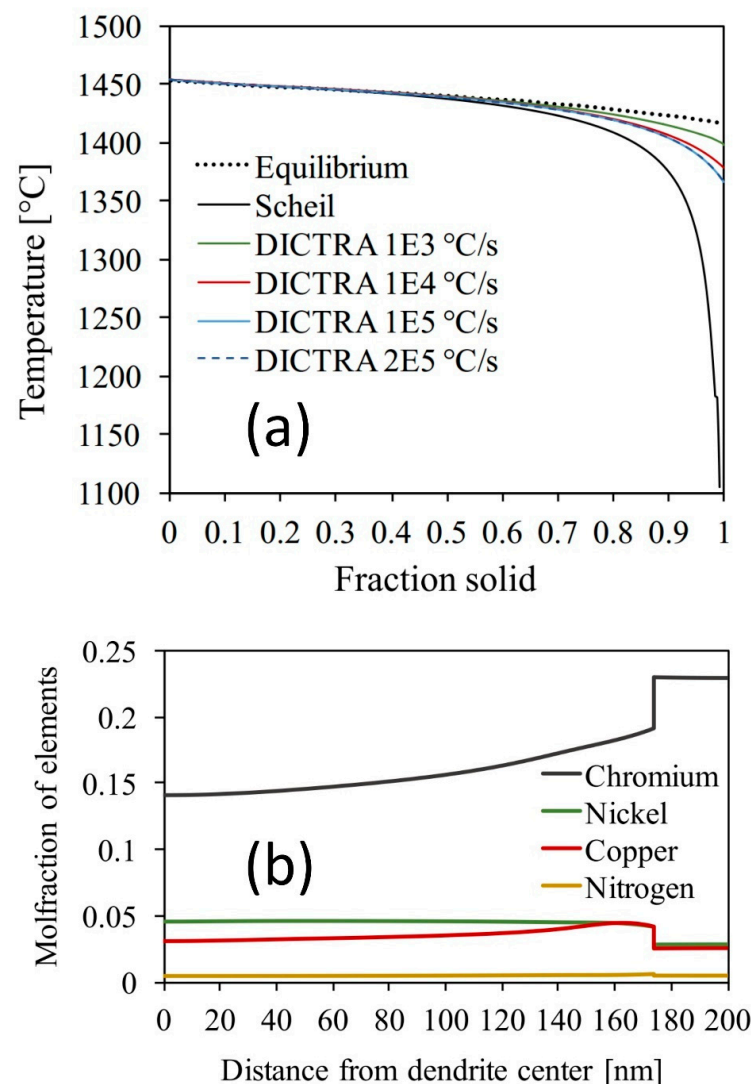 1500
1450
1400
1350
1300
1250
1200
1150
1100
Temperature [°C]
Equilibrium
Scheil
DICTRA 1E3 °C/s
DICTRA 1E4 °C/s
DICTRA 1E5 °C/s
DICTRA 2E5 °C/s
(a)
0 0.1 0.2 0.3 0.4 0.5 0.6 0.7 0.8 0.9 1
Fraction solid
0.25
0.2
0.15
0.1
0.05
0
Molfraction of elements
Chromium
Nickel
Copper
Nitrogen
(b)
0 20 40 60 80 100 120 140 160 180 200
Distance from dendrite center [nm]